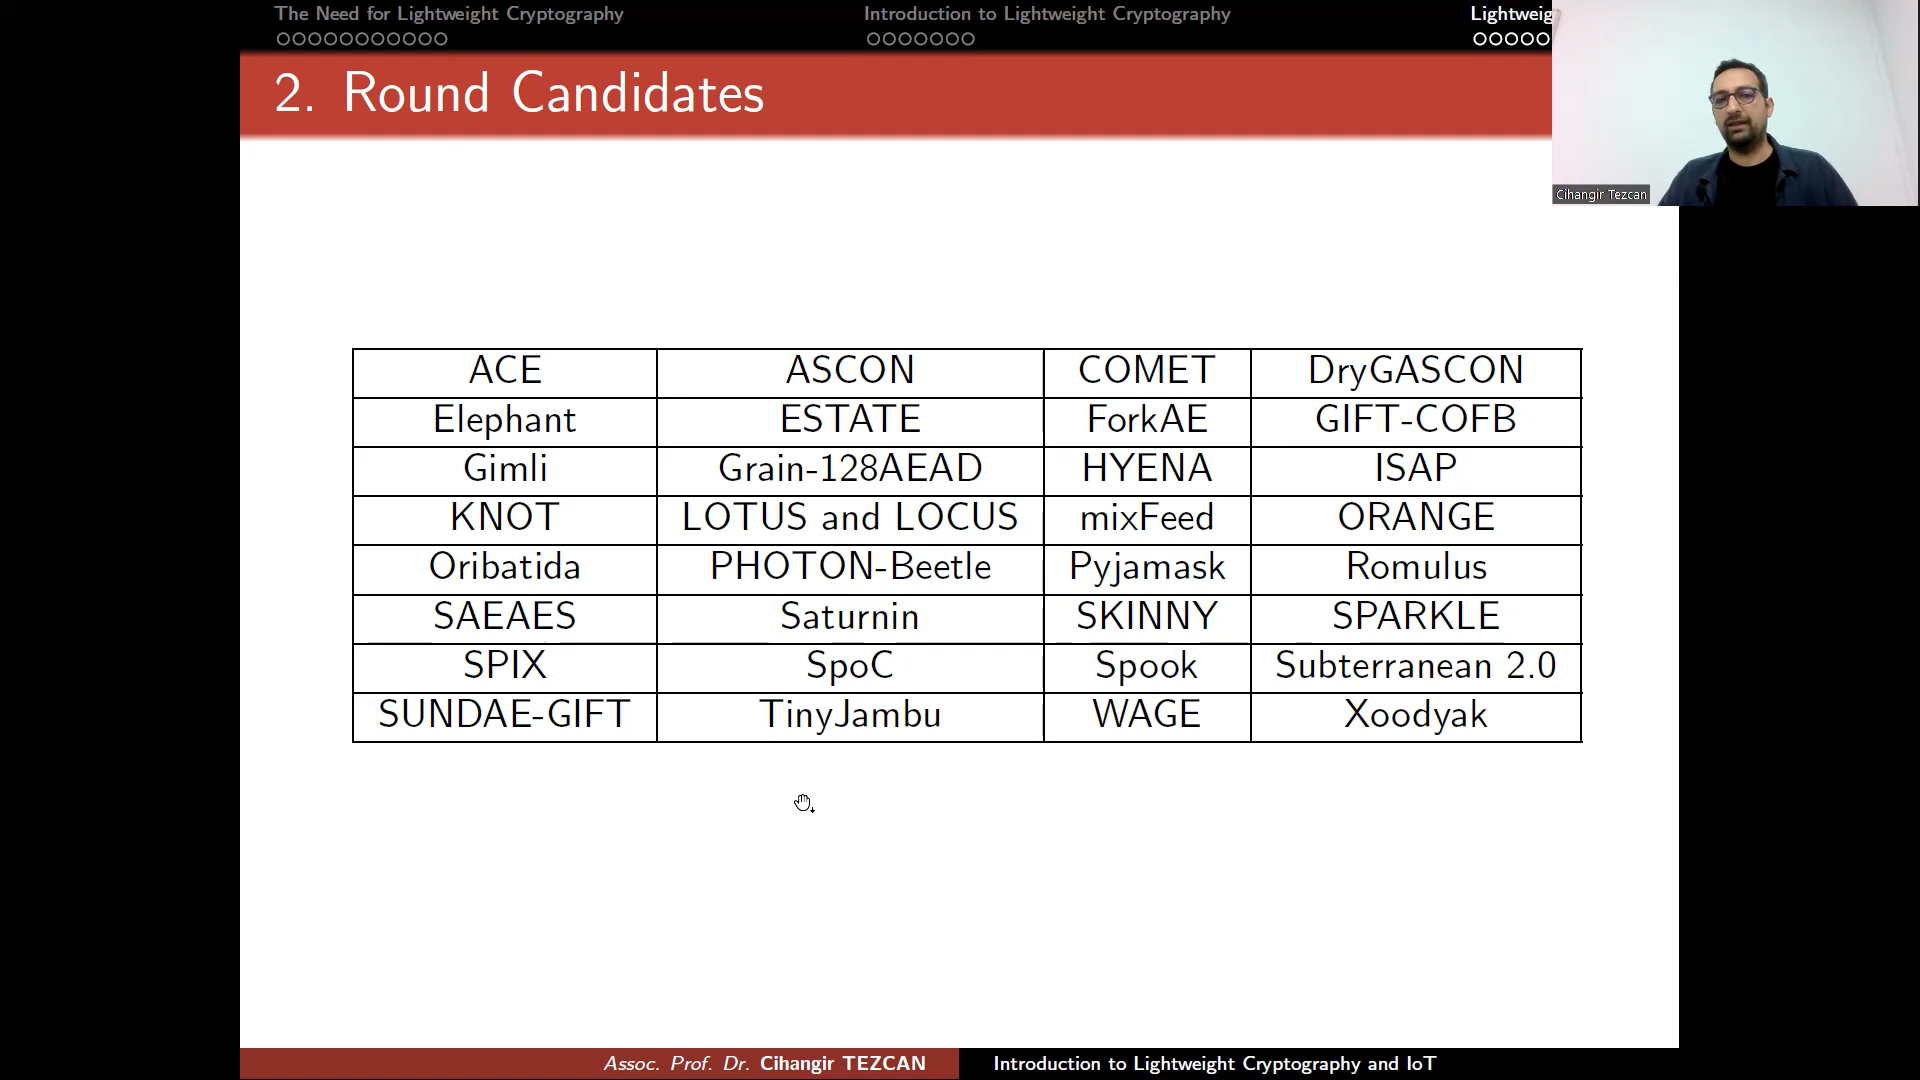 The Need for Lightweight Cryptography
Introduction to Lightweight Cryptography
Lightweig
2. Round Candidates
Cihangir Tezcan
ACE ASCON COMET DryGASCON
Elephant ESTATE ForkAE GIFT-COFB
Gimli Grain-128AEAD HYENA ISAP
KNOT LOTUS and LOCUS mixFeed ORANGE
Oribatida PHOTON-Beetle Pyjamask Romulus
SAEAES Saturnin SKINNY SPARKLE
SPIX SpoC Spook Subterranean 2.0
SUNDAE-GIFT TinyJambu WAGE Xoodyak
Assoc. Prof. Dr. Cihangir TEZCAN
Introduction to Lightweight Cryptography and IoT